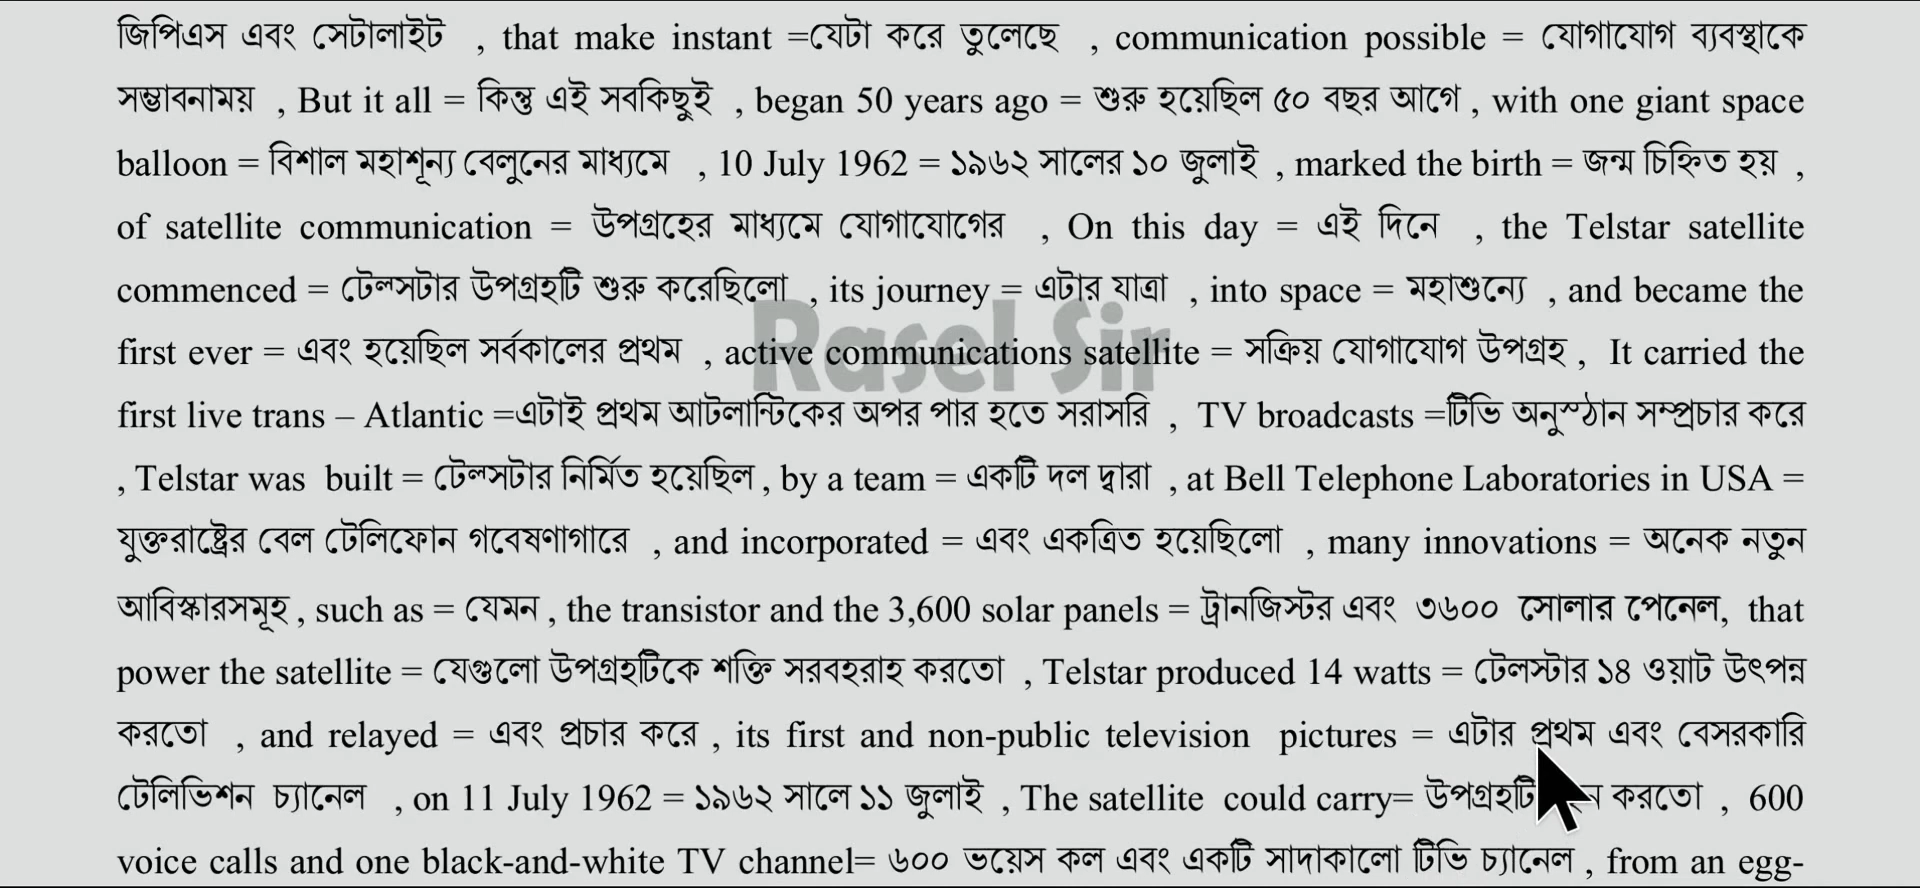 জিপিএস এবং সেটালাইট , that make instant =যেটা করে তুলেছে , communication possible = যোগাযোগ ব্যবস্থাকে
সম্ভাবনাময় , But it all = কিন্তু এই সবকিছুই , began 50 years ago = শুরু হয়েছিল ৫০ বছর আগে , with one giant space
balloon = বিশাল মহাশূন্য বেলুনের মাধ্যমে , 10 July 1962 = ১৯৬২ সালের ১০ জুলাই , marked the birth = জন্ম চিহ্নিত হয় ,
of satellite communication = উপগ্রহের মাধ্যমে যোগাযোগের , On this day = এই দিনে , the Telstar satellite
commenced = টেলসটার উপগ্রহটি শুরু করেছিলো , its journey = এটার যাত্রা , into space = মহাশুন্যে , and became the
Rasel Sir
first ever = এবং হয়েছিল সর্বকালের প্রথম , active communications satellite = সক্রিয় যোগাযোগ উপগ্রহ , It carried the
first live trans – Atlantic =এটাই প্রথম আটলান্টিকের অপর পার হতে সরাসরি , TV broadcasts =টিভি অনুস্ঠান সম্প্রচার করে
, Telstar was built = টেলসটার নির্মিত হয়েছিল , by a team = একটি দল দ্বারা , at Bell Telephone Laboratories in USA =
যুক্তরাষ্ট্রের বেল টেলিফোন গবেষণাগারে , and incorporated = এবং একত্রিত হয়েছিলো , many innovations = অনেক নতুন
আবিস্কারসমূহ , such as = যেমন , the transistor and the 3,600 solar panels = ট্রানজিস্টর এবং ৩৬০০ সোলার পেনেল, that
power the satellite = যেগুলো উপগ্রহটিকে শক্তি সরবহরাহ করতো , Telstar produced 14 watts = টেলস্টার ১৪ ওয়াট উৎপন্ন
করতো , and relayed = এবং প্রচার করে , its first and non-public television pictures = এটার প্রথম এবং বেসরকারি
টেলিভিশন চ্যানেল , on 11 July 1962 = ১৯৬২ সালে ১১ জুলাই , The satellite could carry= উপগ্রহটি করতো , 600
voice calls and one black-and-white TV channel= ৬০০ ভয়েস কল এবং একটি সাদাকালো টিভি চ্যানেল , from an egg-